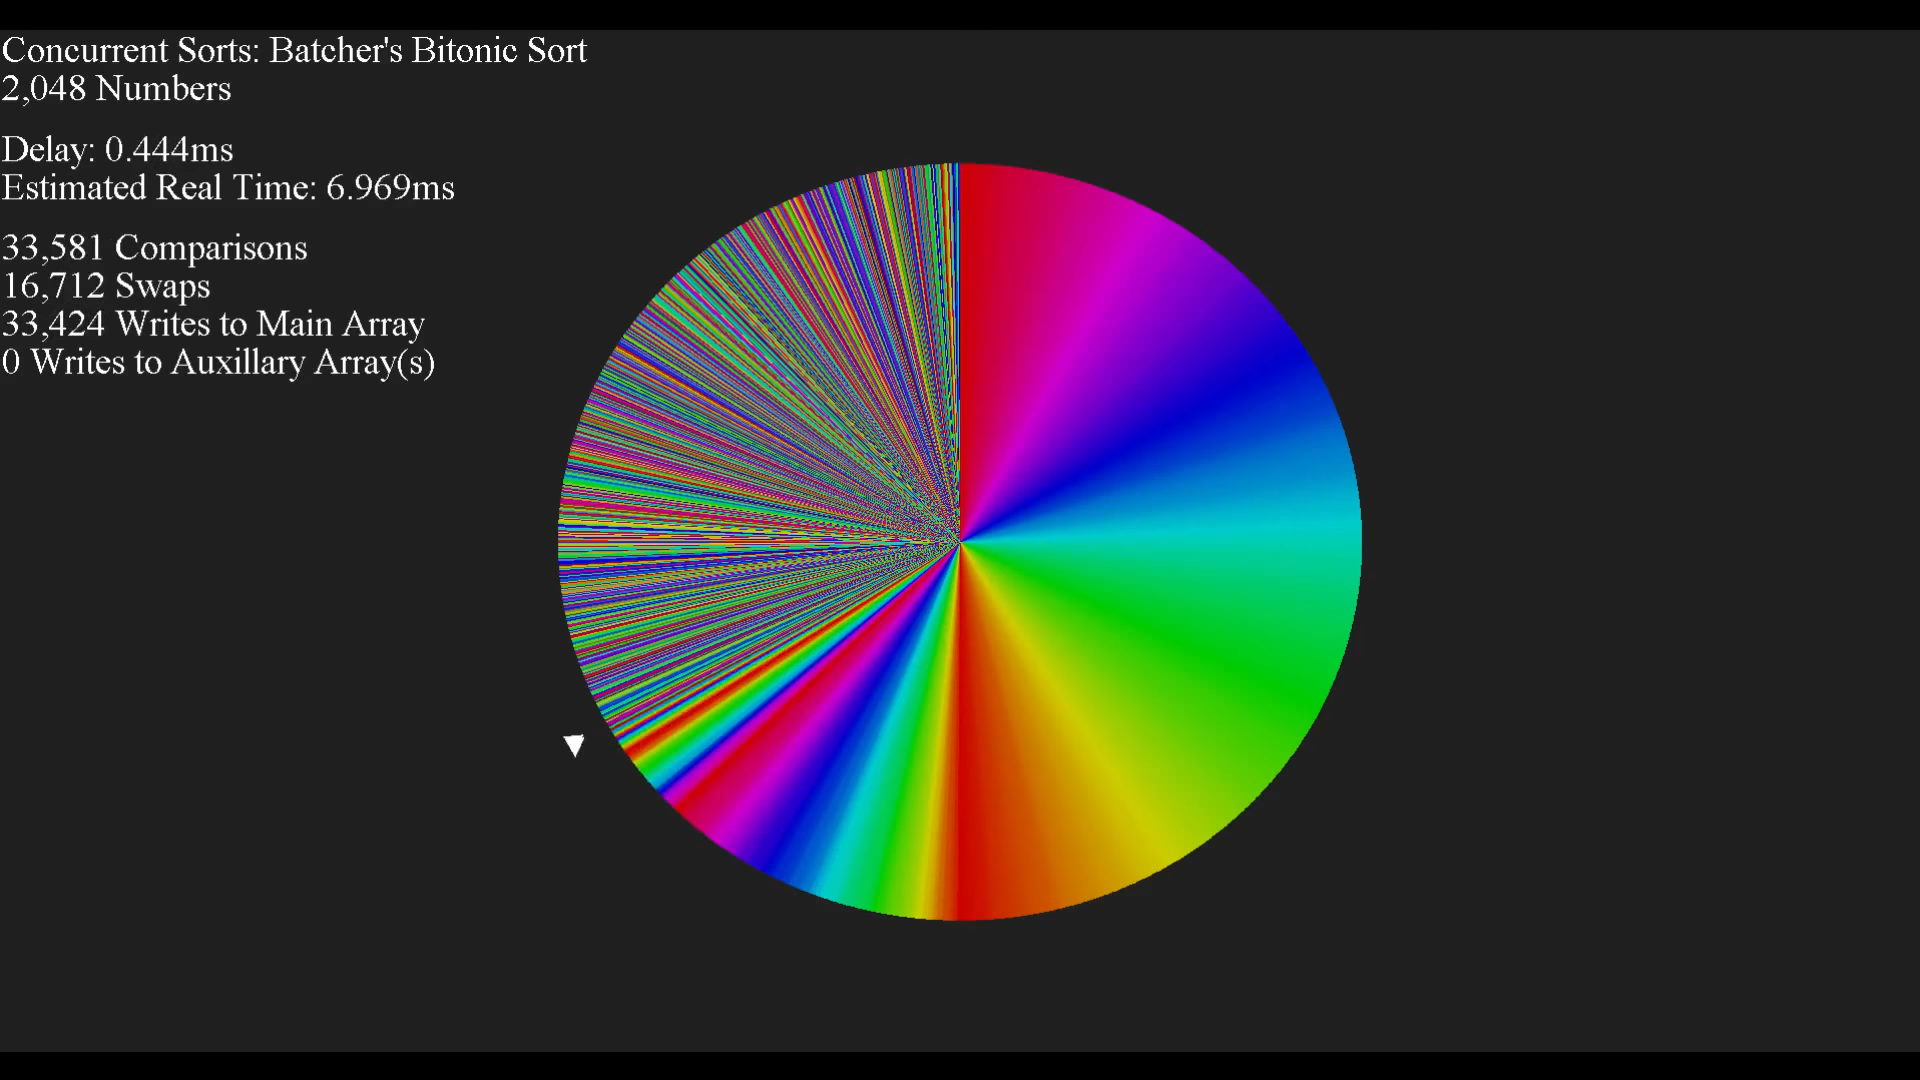 Concurrent Sorts: Batcher's Bitonic Sort
2,048 Numbers
Delay: 0.444ms
Estimated Real Time: 6.969ms
33,581 Comparisons
16,712 Swaps
33,424 Writes to Main Array
0 Writes to Auxillary Array(s)